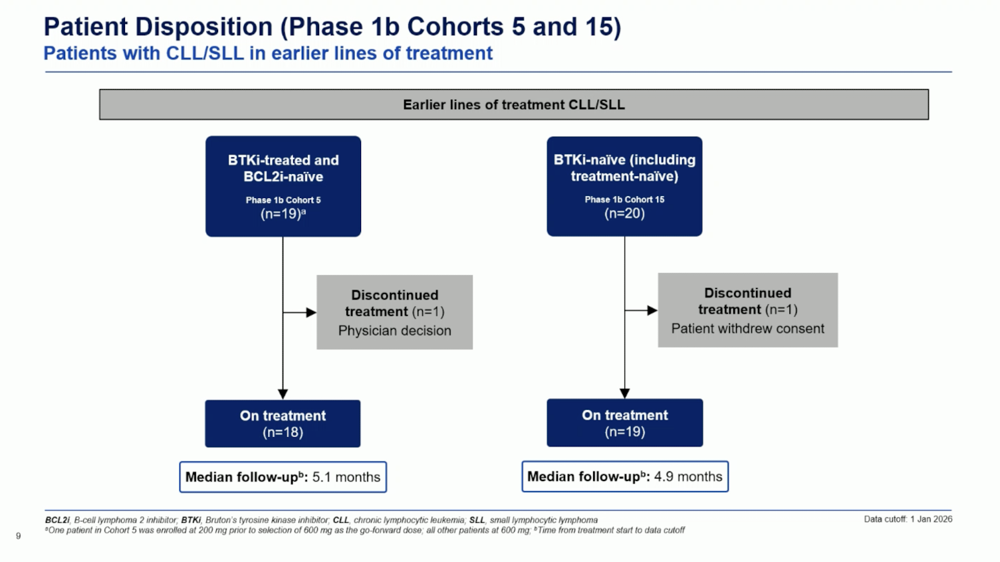 Patient Disposition (Phase 1b Cohorts 5 and 15)
Patients with CLL/SLL in earlier lines of treatment
Earlier lines of treatment CLL/SLL
BTKi-treated and
BCL2i-naïve
Phase 1b Cohort 5
(n=19)ᵃ
BTKi-naïve (including
treatment-naïve)
Phase 1b Cohort 15
(n=20)
Discontinued
treatment (n=1)
Physician decision
Discontinued
treatment (n=1)
Patient withdrew consent
On treatment
(n=18)
On treatment
(n=19)
Median follow-upᵇ: 5.1 months
Median follow-upᵇ: 4.9 months
BCL2i, B-cell lymphoma 2 inhibitor; BTKi, Bruton's tyrosine kinase inhibitor; CLL, chronic lymphocytic leukemia; SLL, small lymphocytic lymphoma
ᵃOne patient in Cohort 5 was enrolled at 200 mg prior to selection of 600 mg as the go-forward dose; all other patients at 600 mg; ᵇTime from treatment start to data cutoff
Data cutoff: 1 Jan 2026
9